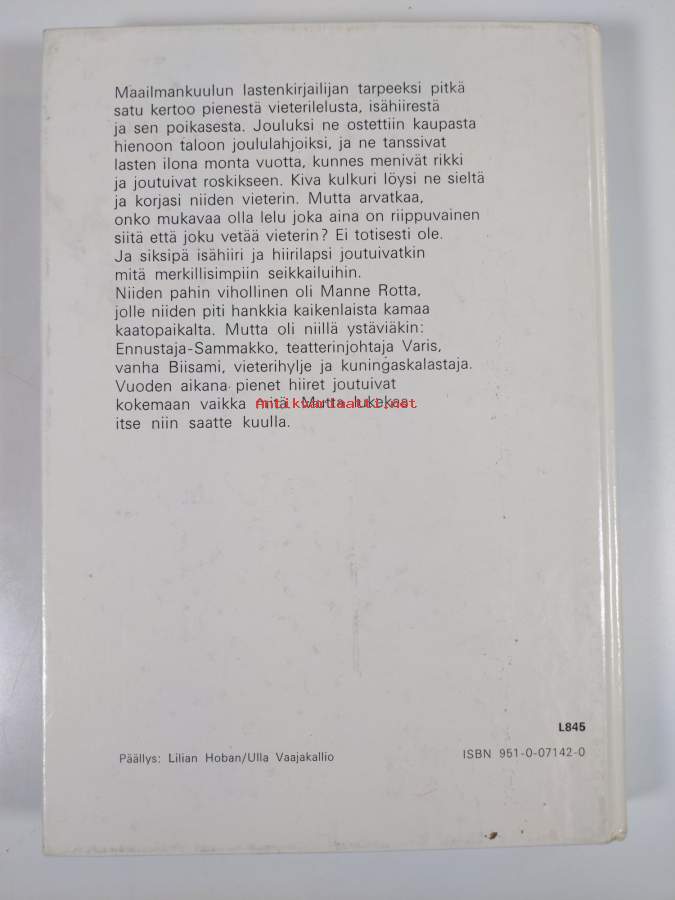 Maailmankuulun lastenkirjailijan tarpeeksi pitkä
satu kertoo pienestä vieterilelusta, isähiirestä
ja sen poikasesta. Jouluksi ne ostettiin kaupasta
hienoon taloon joululahjoiksi, ja ne tanssivat
lasten ilona monta vuotta, kunnes menivät rikki
ja joutuivat roskikseen. Kiva kulkuri löysi ne sieltä
ja korjasi niiden vieterin. Mutta arvatkaa,
onko mukavaa olla lelu joka aina on riippuvainen
siitä että joku vetää vieterin? Ei totisesti ole.
Ja siksipä isähiiri ja hiirilapsi joutuivatkin
mitä merkillisimpiin seikkailuihin.
Niiden pahin vihollinen oli Manne Rotta,
jolle niiden piti hankkia kaikenlaista kamaa
kaatopaikalta. Mutta oli niillä ystäviäkin:
Ennustaja-Sammakko, teatterinjohtaja Varis,
vanha Biisami, vieterihylje ja kuningaskalastaja.
Vuoden aikana pienet hiiret joutuivat
kokemaan vaikka mitä. Mutta lukekaa
Antikvariaatti.net
itse niin saatte kuulla.
L845
Päällys: Lilian Hoban/Ulla Vaajakallio
ISBN 951-0-07142-0